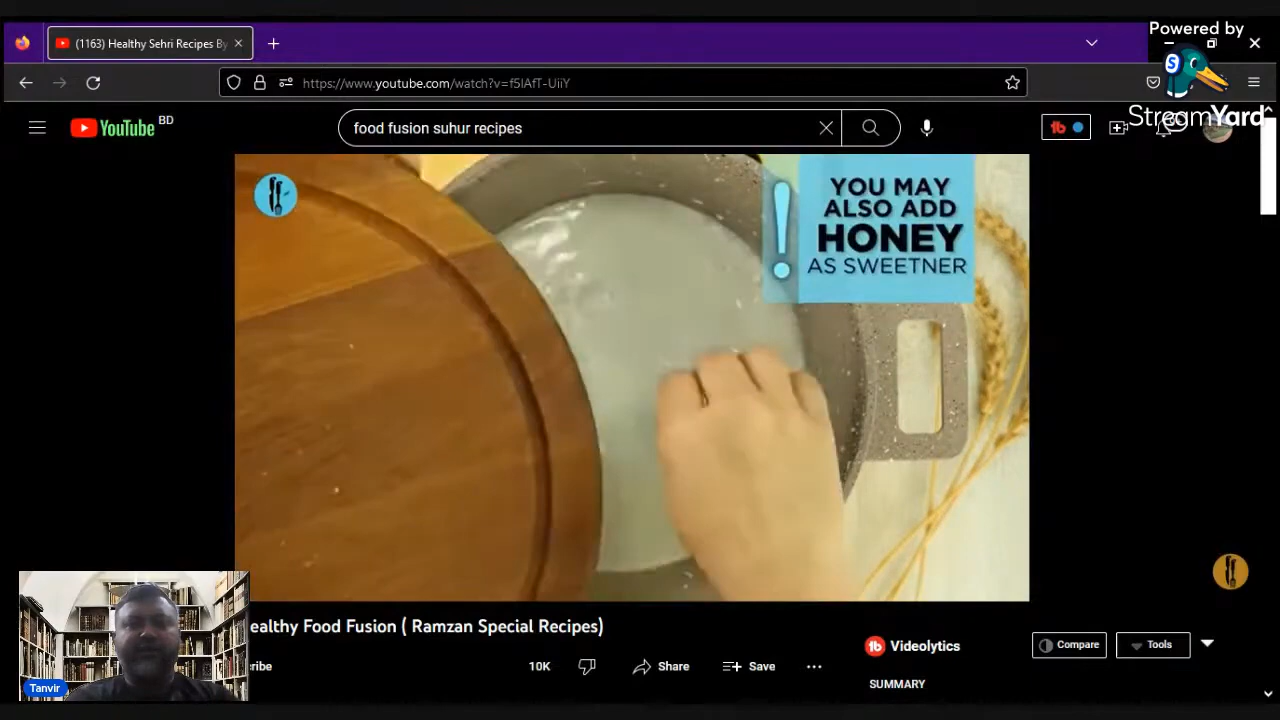 Powered by
StreamYard
(1163) Healthy Sehri Recipes By
https://www.youtube.com/watch?v=f5IAfT-UiiY
YouTube BD
food fusion suhur recipes
YOU MAY
ALSO ADD
HONEY
AS SWEETNER
ealthy Food Fusion ( Ramzan Special Recipes)
ibe
10K
Share
Save
Videolytics
Compare
Tools
SUMMARY
Tanvir